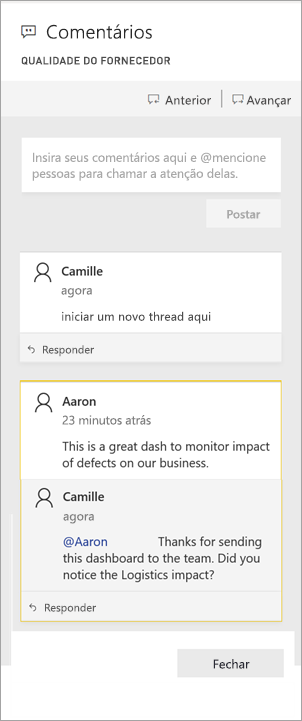 Comentários
QUALIDADE DO FORNECEDOR
Anterior Avançar
Insira seus comentários aqui e @mencione
pessoas para chamar a atenção delas.
Postar
Camille
agora
iniciar um novo thread aqui
Responder
Aaron
23 minutos atrás
This is a great dash to monitor impact
of defects on our business.
Camille
agora
@Aaron Thanks for sending
this dashboard to the team. Did you
notice the Logistics impact?
Responder
Fechar